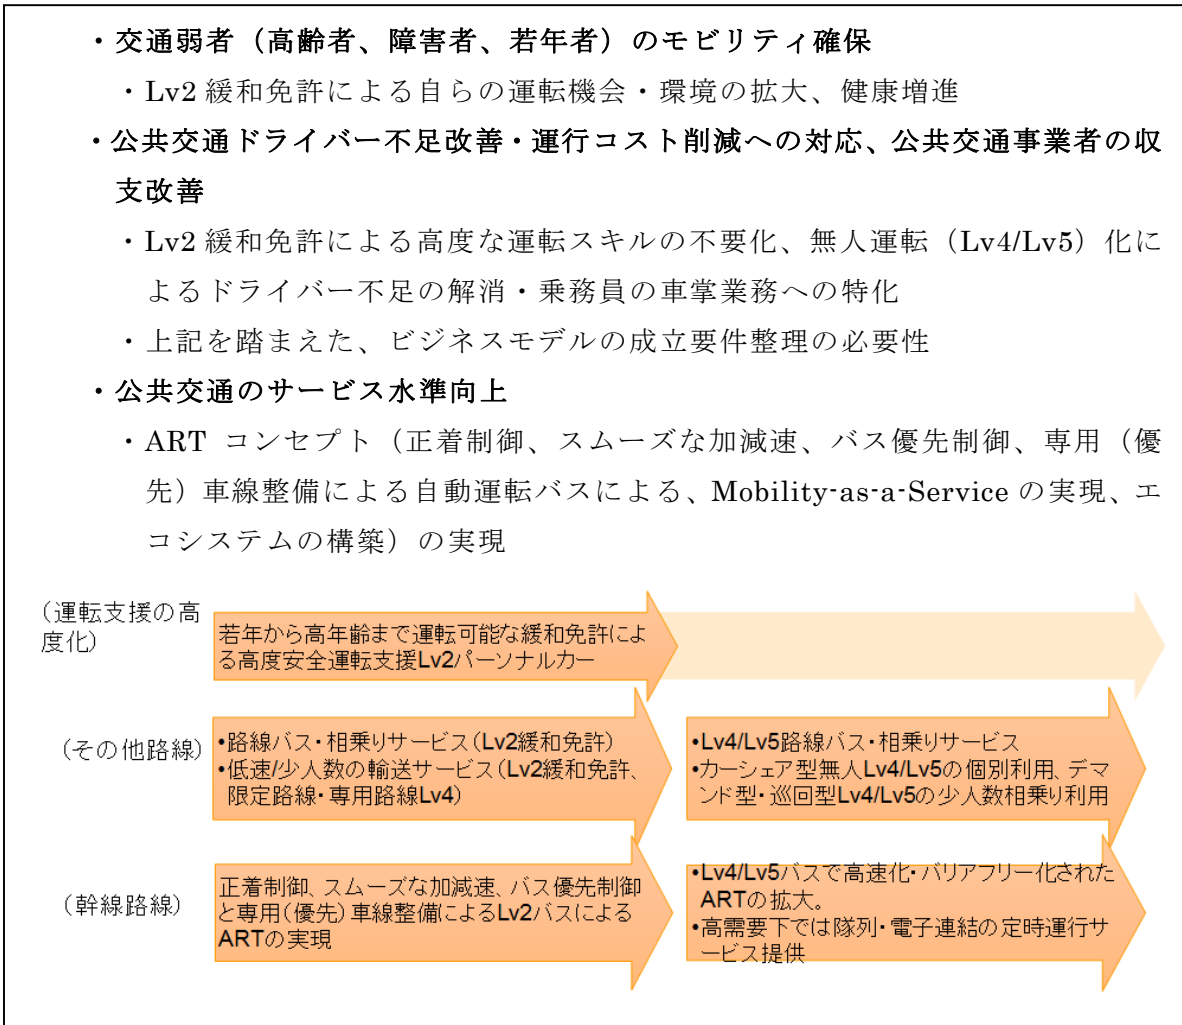 ・交通弱者（高齢者、障害者、若年者）のモビリティ確保
・Lv2 緩和免許による自らの運転機会・環境の拡大、健康増進
・公共交通ドライバー不足改善・運行コスト削減への対応、公共交通事業者の収
支改善
・Lv2 緩和免許による高度な運転スキルの不要化、無人運転（Lv4/Lv5）化に
よるドライバー不足の解消・乗務員の車掌業務への特化
・上記を踏まえた、ビジネスモデルの成立要件整理の必要性
・公共交通のサービス水準向上
・ART コンセプト（正着制御、スムーズな加減速、バス優先制御、専用（優
先）車線整備による自動運転バスによる、Mobility-as-a-Service の実現、エ
コシステムの構築）の実現
(運転支援の高
度化)
若年から高年齢まで運転可能な緩和免許によ
る高度安全運転支援Lv2パーソナルカー
(その他路線)
•路線バス・相乗りサービス(Lv2緩和免許)
•低速/少人数の輸送サービス(Lv2緩和免許、
限定路線・専用路線Lv4)
•Lv4/Lv5路線バス・相乗りサービス
•カーシェア型無人Lv4/Lv5の個別利用、デマ
ンド型・巡回型Lv4/Lv5の少人数相乗り利用
(幹線路線)
正着制御、スムーズな加減速、バス優先制御
と専用(優先)車線整備によるLv2バスによる
ARTの実現
•Lv4/Lv5バスで高速化・バリアフリー化された
ARTの拡大。
•高需要下では隊列・電子連結の定時運行サ
ービス提供